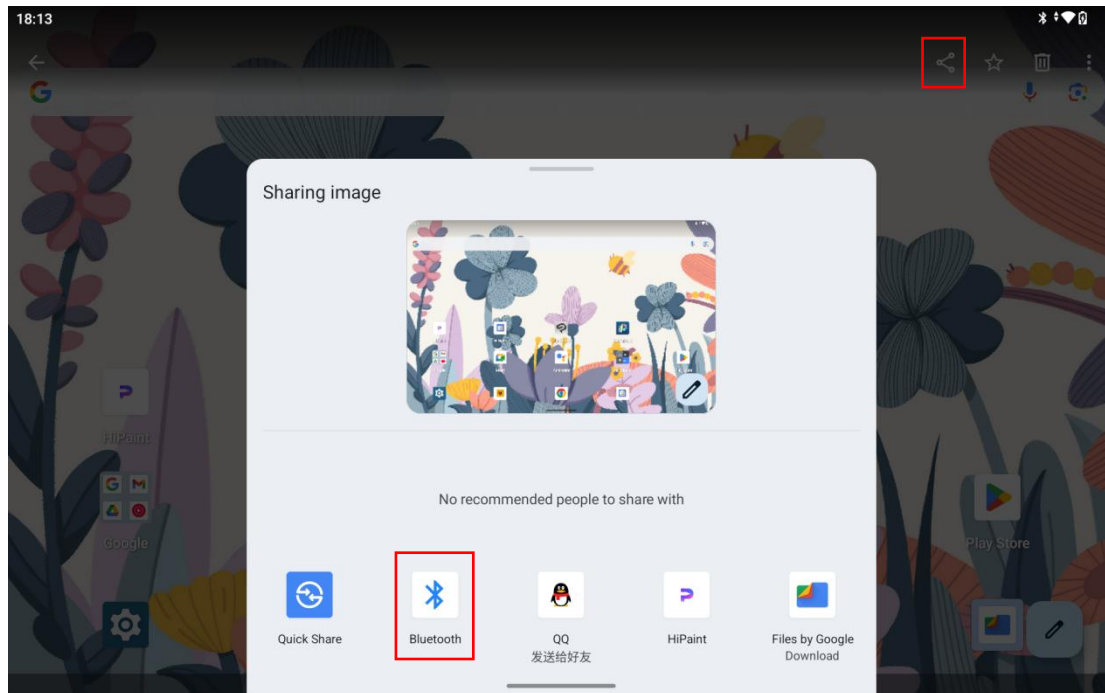 18:13
Sharing image
HiPaint
No recommended people to share with
Google
Play Store
Quick Share
Bluetooth
QQ
发送给好友
HiPaint
Files by Google
Download